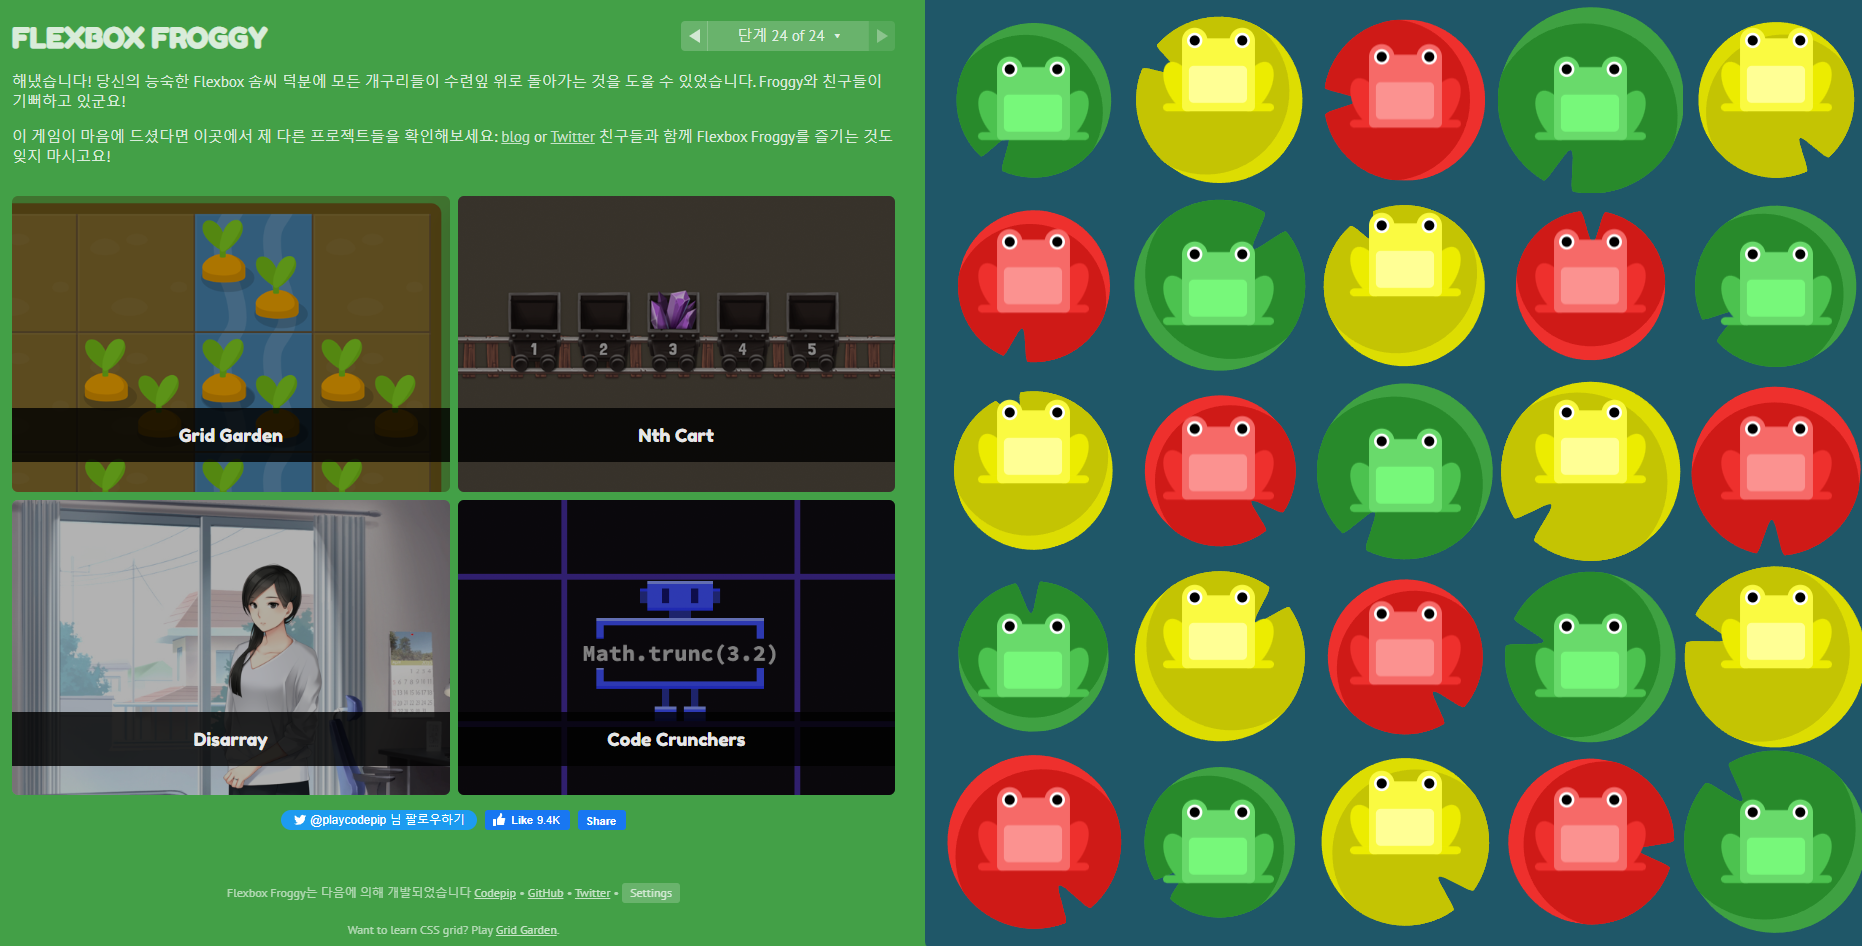 FLEXBOX FROGGY
◀ 단계 24 of 24 ▾ ▶
해냈습니다! 당신의 능숙한 Flexbox 솜씨 덕분에 모든 개구리들이 수련잎 위로 돌아가는 것을 도울 수 있었습니다. Froggy와 친구들이
기뻐하고 있군요!
이 게임이 마음에 드셨다면 이곳에서 제 다른 프로젝트들을 확인해보세요: blog or Twitter 친구들과 함께 Flexbox Froggy를 즐기는 것도
잊지 마시고요!
1 2 3 4 5
Grid Garden
Nth Cart
Math.trunc(3.2)
Disarray
Code Crunchers
@playcodepip 님 팔로우하기
Like 9.4K
Share
Flexbox Froggy는 다음에 의해 개발되었습니다 Codepip • GitHub • Twitter • Settings
Want to learn CSS grid? Play Grid Garden.